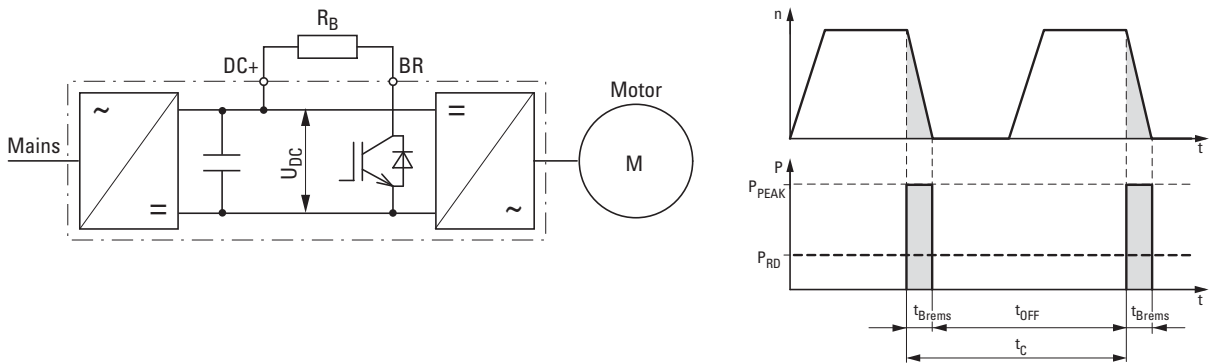 R_B
DC+
BR
~
=
Mains
U_DC
=
~
Motor
M
n
t
P
P_PEAK
P_RD
t
t_Brems
t_OFF
t_Brems
t_C